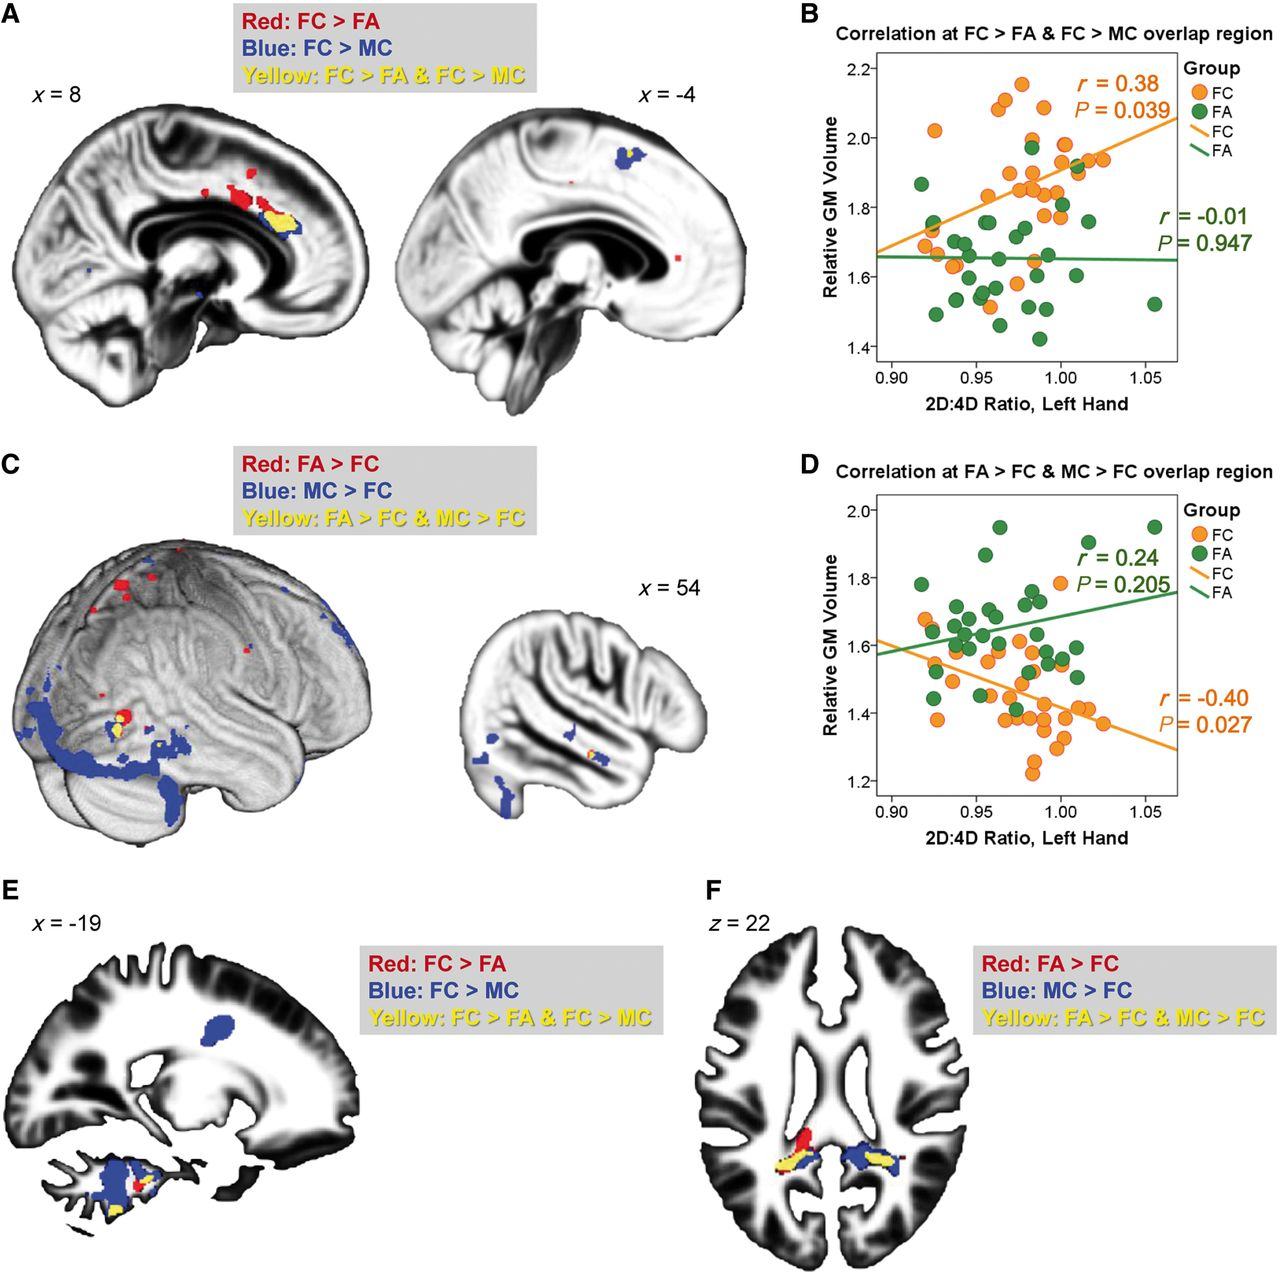 A
Red: FC > FA
Blue: FC > MC
Yellow: FC > FA & FC > MC
x = 8
x = -4
B
Correlation at FC > FA & FC > MC overlap region
Relative GM Volume
2.2
2.0
1.8
1.6
1.4
0.90
0.95
1.00
1.05
2D:4D Ratio, Left Hand
r = 0.38
P = 0.039
r = -0.01
P = 0.947
Group
FC
FA
FC
FA
C
Red: FA > FC
Blue: MC > FC
Yellow: FA > FC & MC > FC
x = 54
D
Correlation at FA > FC & MC > FC overlap region
Relative GM Volume
2.0
1.8
1.6
1.4
1.2
0.90
0.95
1.00
1.05
2D:4D Ratio, Left Hand
r = 0.24
P = 0.205
r = -0.40
P = 0.027
Group
FC
FA
FC
FA
E
x = -19
Red: FC > FA
Blue: FC > MC
Yellow: FC > FA & FC > MC
F
z = 22
Red: FA > FC
Blue: MC > FC
Yellow: FA > FC & MC > FC